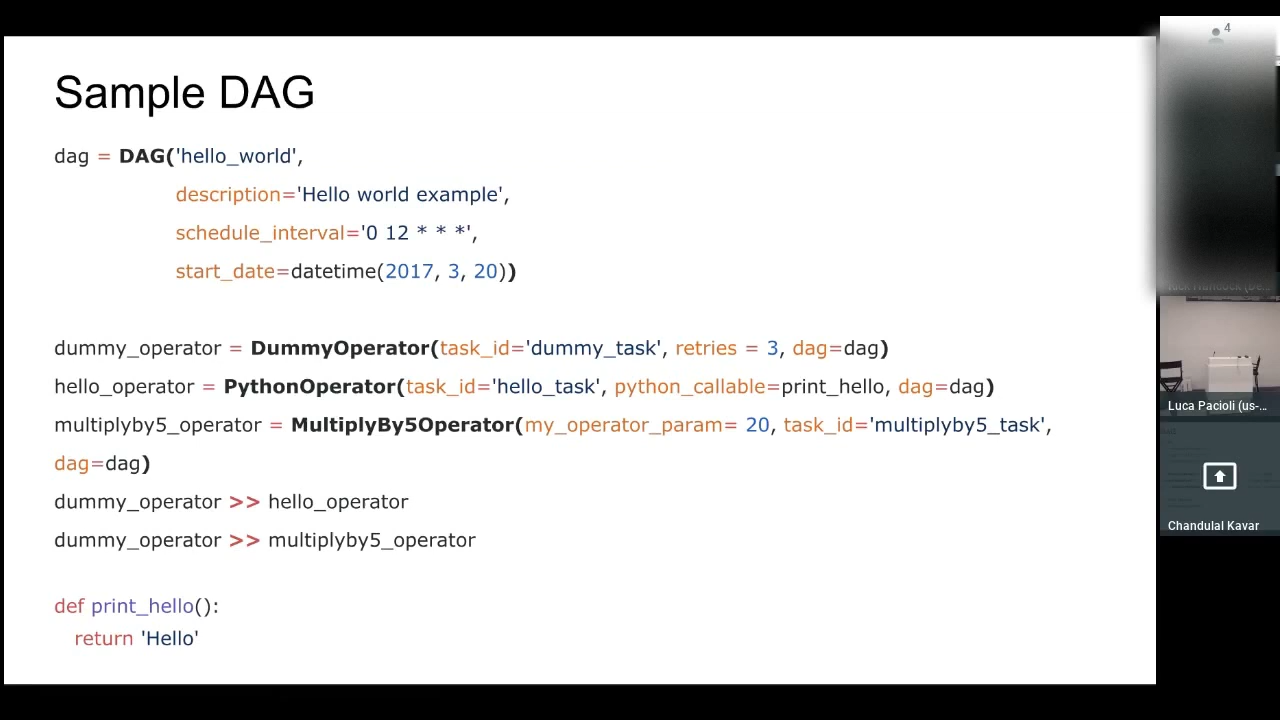 Sample DAG
dag = DAG('hello_world',
description='Hello world example',
schedule_interval='0 12 * * *',
start_date=datetime(2017, 3, 20))
dummy_operator = DummyOperator(task_id='dummy_task', retries = 3, dag=dag)
hello_operator = PythonOperator(task_id='hello_task', python_callable=print_hello, dag=dag)
multiplyby5_operator = MultiplyBy5Operator(my_operator_param= 20, task_id='multiplyby5_task',
dag=dag)
dummy_operator >> hello_operator
dummy_operator >> multiplyby5_operator
def print_hello():
return 'Hello'
4
Luca Pacioli (us-...
Chandulal Kavar